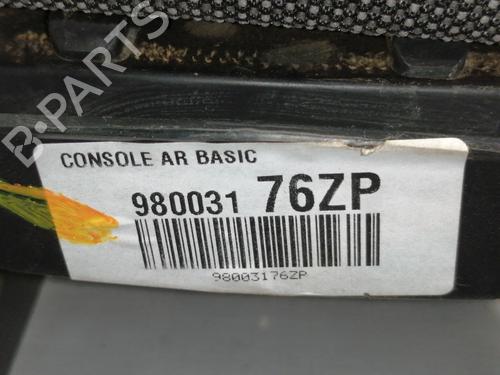 B-PARTS
CONSOLE AR BASIC
980031 76ZP
98003176ZP